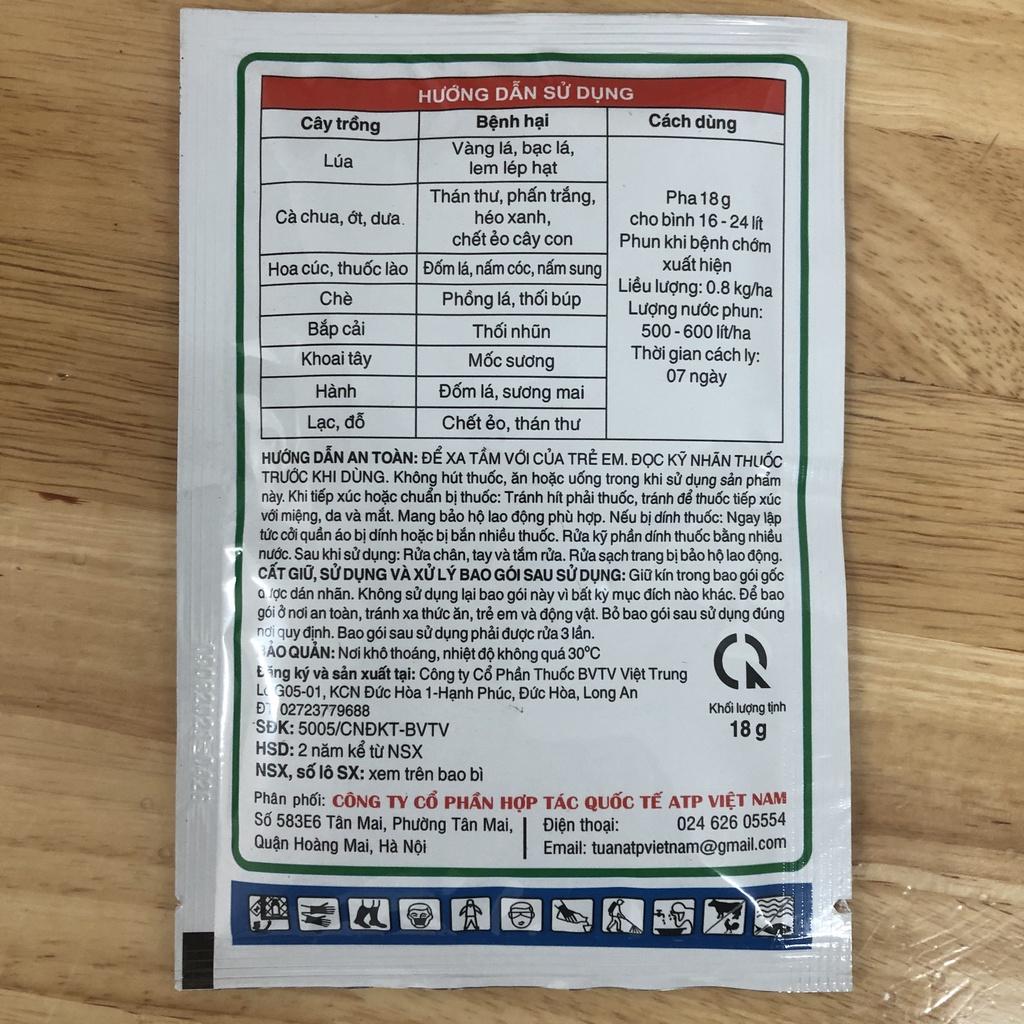 HƯỚNG DẪN SỬ DỤNG
Cây trồng
Bệnh hại
Cách dùng
Lúa
Vàng lá, bạc lá,
lem lép hạt
Cà chua, ớt, dưa.
Thán thư, phấn trắng,
héo xanh,
chết ẻo cây con
Hoa cúc, thuốc lào
Đốm lá, nấm cóc, nấm sung
Chè
Phồng lá, thối búp
Bắp cải
Thối nhũn
Khoai tây
Mốc sương
Hành
Đốm lá, sương mai
Lạc, đỗ
Chết ẻo, thán thư
Pha 18 g
cho bình 16 - 24 lít
Phun khi bệnh chớm
xuất hiện
Liều lượng: 0.8 kg/ha
Lượng nước phun:
500 - 600 lít/ha
Thời gian cách ly:
07 ngày
HƯỚNG DẪN AN TOÀN: ĐỂ XA TẦM VỚI CỦA TRẺ EM. ĐỌC KỸ NHÃN THUỐC
TRƯỚC KHI DÙNG. Không hút thuốc, ăn hoặc uống trong khi sử dụng sản phẩm
này. Khi tiếp xúc hoặc chuẩn bị thuốc: Tránh hít phải thuốc, tránh để thuốc tiếp xúc
với miệng, da và mắt. Mang bảo hộ lao động phù hợp. Nếu bị dính thuốc: Ngay lập
tức cởi quần áo bị dính hoặc bị bắn nhiều thuốc. Rửa kỹ phần dính thuốc bằng nhiều
nước. Sau khi sử dụng: Rửa chân, tay và tắm rửa. Rửa sạch trang bị bảo hộ lao động.
CẤT GIỮ, SỬ DỤNG VÀ XỬ LÝ BAO GÓI SAU SỬ DỤNG: Giữ kín trong bao gói gốc
được dán nhãn. Không sử dụng lại bao gói này vì bất kỳ mục đích nào khác. Để bao
gói ở nơi an toàn, tránh xa thức ăn, trẻ em và động vật. Bỏ bao gói sau sử dụng đúng
nơi quy định. Bao gói sau sử dụng phải được rửa 3 lần.
BẢO QUẢN: Nơi khô thoáng, nhiệt độ không quá 30°C
Đăng ký và sản xuất tại: Công ty Cổ Phần Thuốc BVTV Việt Trung
Lô G05-01, KCN Đức Hòa 1-Hạnh Phúc, Đức Hòa, Long An
ĐT: 02723779688
SĐK: 5005/CNĐKT-BVTV
HSD: 2 năm kể từ NSX
NSX, số lô SX: xem trên bao bì
Khối lượng tịnh
18 g
Phân phối: CÔNG TY CỔ PHẦN HỢP TÁC QUỐC TẾ ATP VIỆT NAM
Số 583E6 Tân Mai, Phường Tân Mai,
Quận Hoàng Mai, Hà Nội
Điện thoại: 024 626 05554
Email: tuanatpvietnam@gmail.com